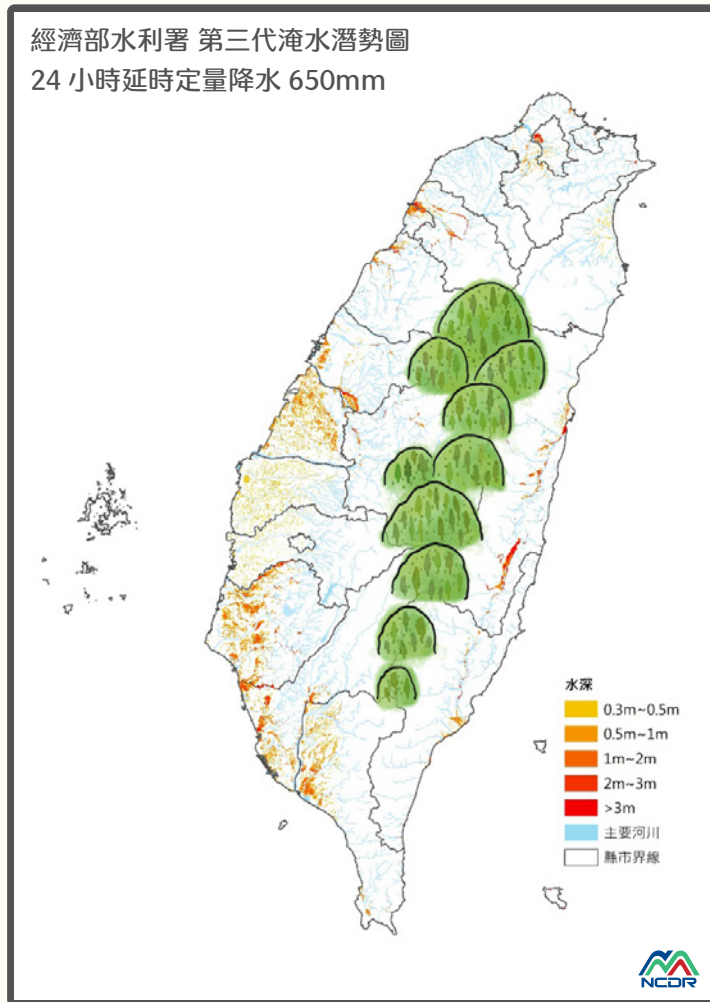 經濟部水利署 第三代淹水潛勢圖
24 小時延時定量降水 650mm
水深
0.3m~0.5m
0.5m~1m
1m~2m
2m~3m
>3m
主要河川
縣市界線
NCDR